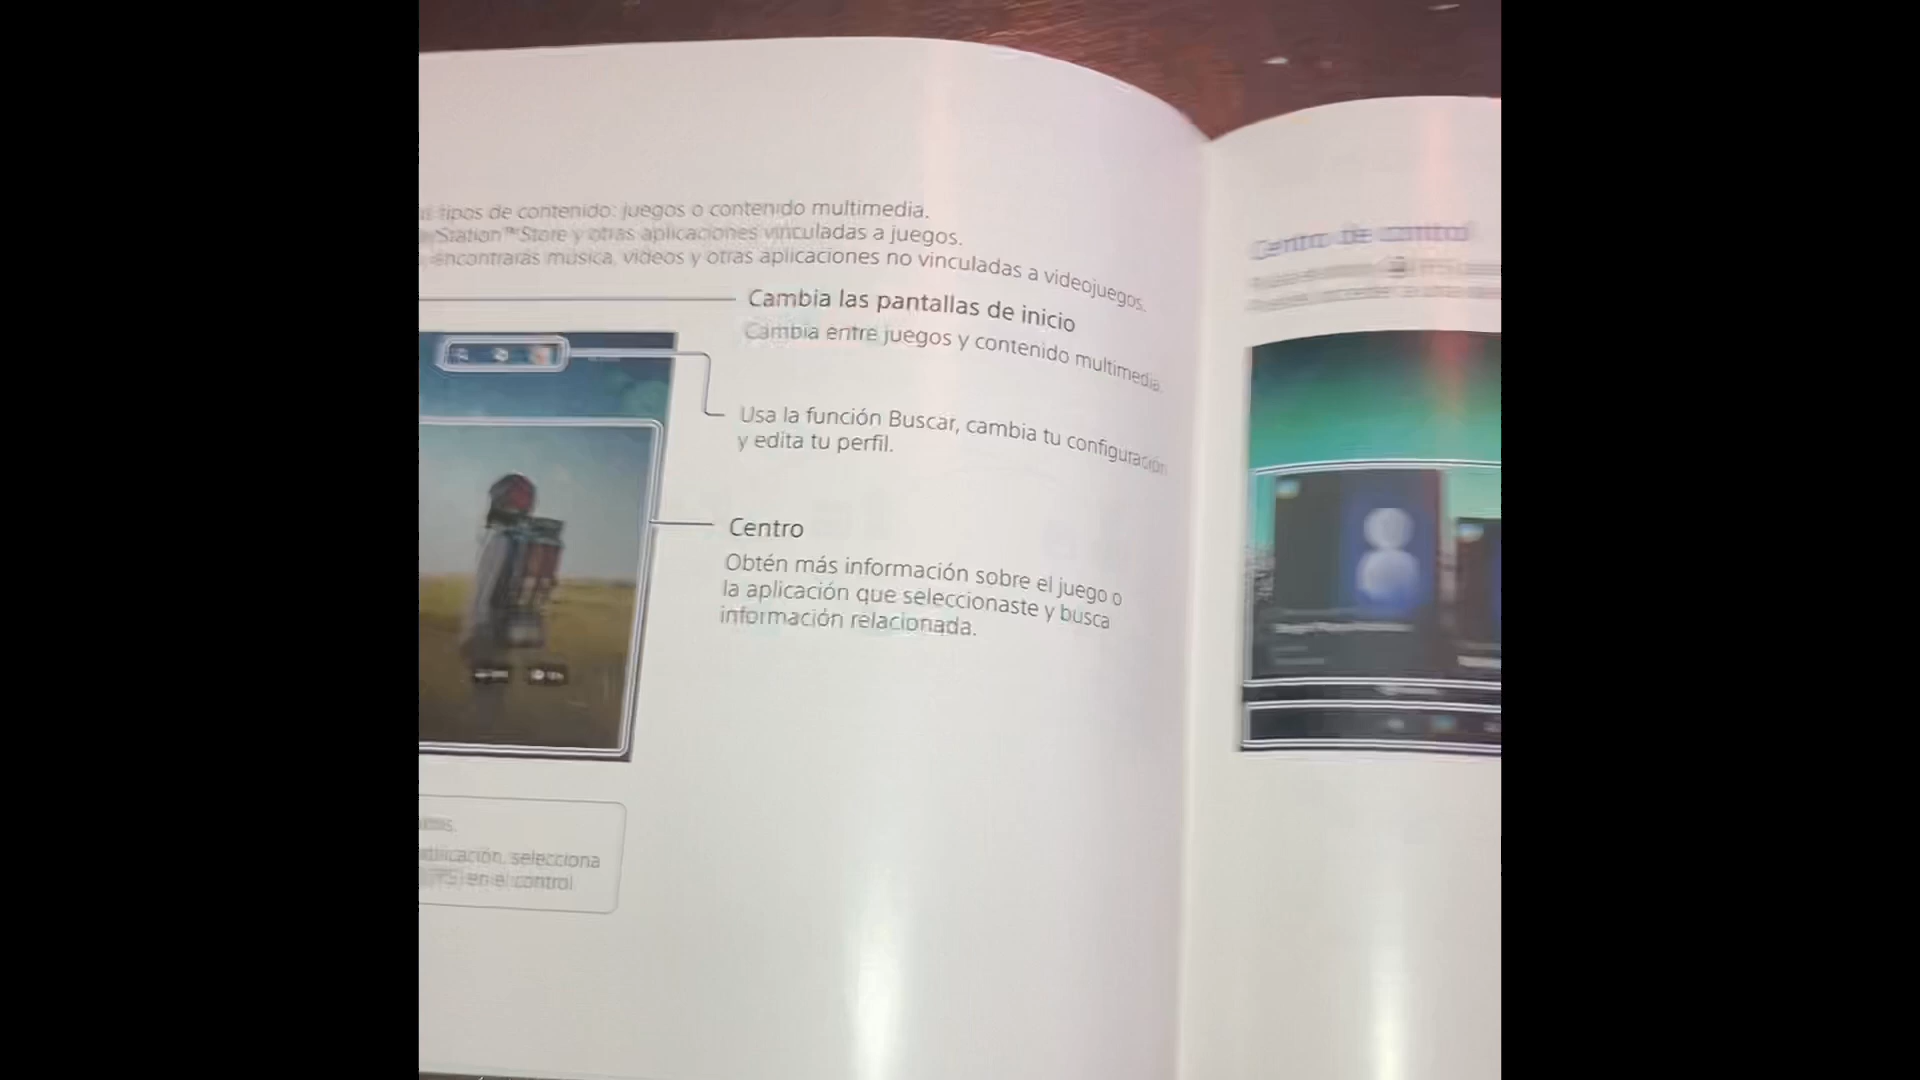 tipos de contenido: juegos o contenido multimedia.
Station™Store y otras aplicaciones vinculadas a juegos.
encontrarás música, videos y otras aplicaciones no vinculadas a videojuegos.
Cambia las pantallas de inicio
Cambia entre juegos y contenido multimedia.
Usa la función Buscar, cambia tu configuración
y edita tu perfil.
Centro
Obtén más información sobre el juego o
la aplicación que seleccionaste y busca
información relacionada.
selecciona
en el control
Centro de control